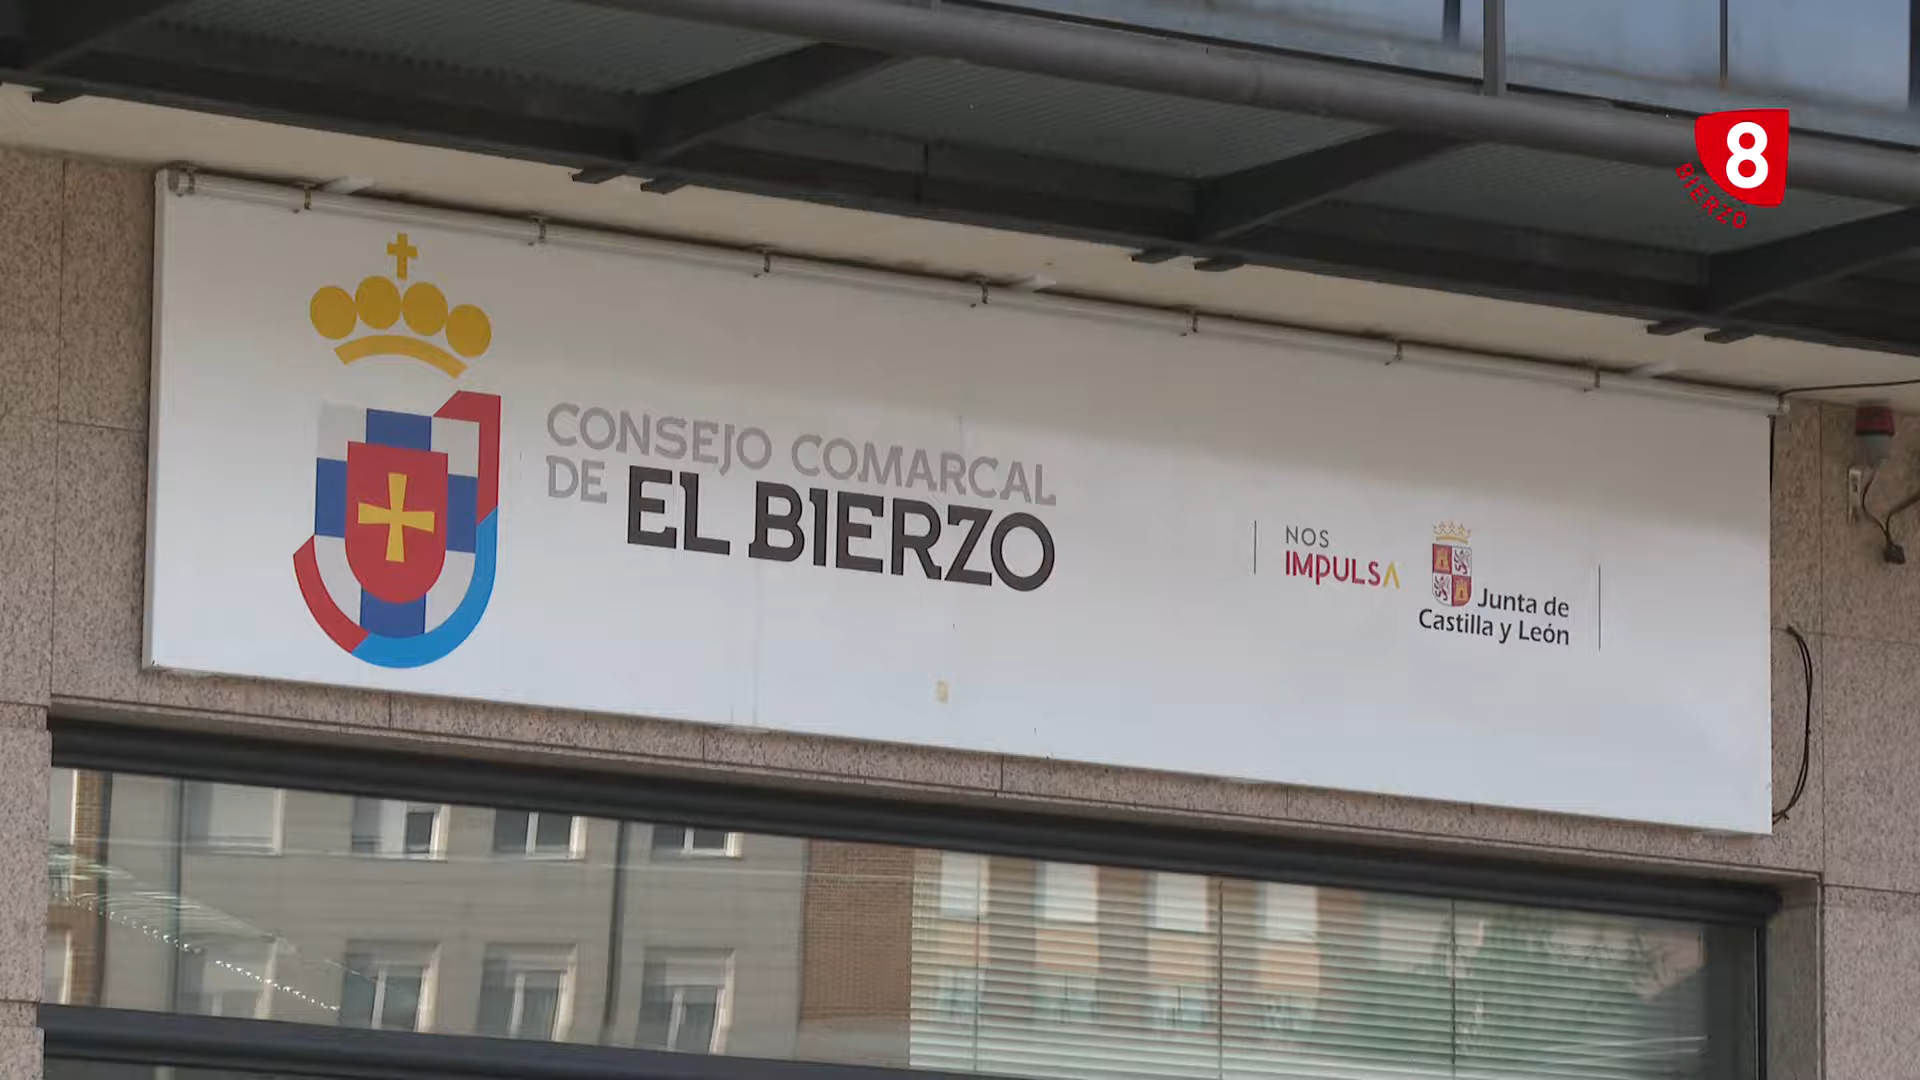 8
BIERZO
CONSEJO COMARCAL
DE EL BIERZO
NOS
IMPULSA
Junta de
Castilla y León